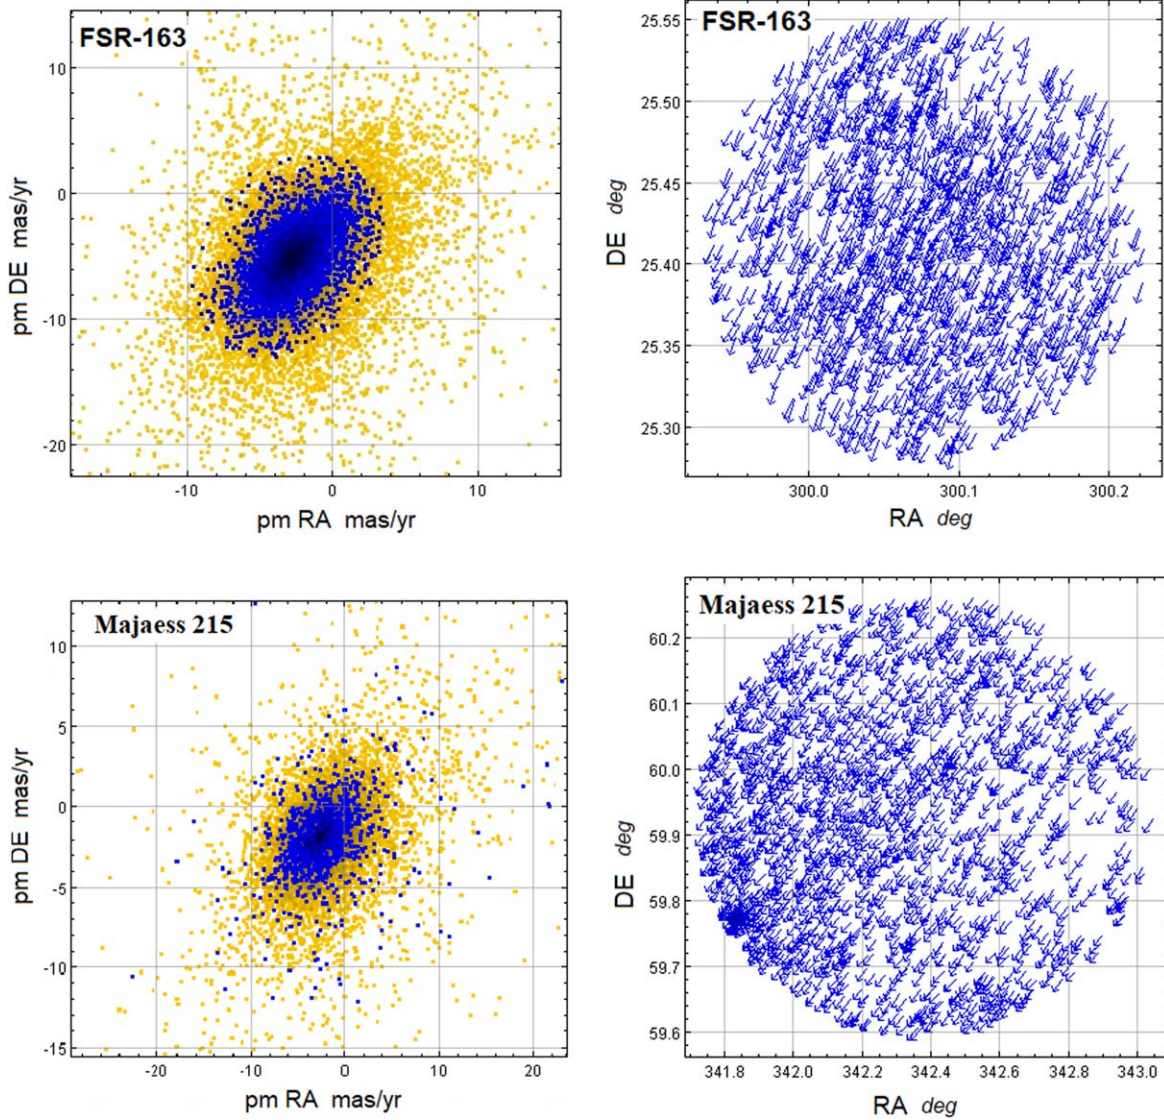 FSR-163
10
0
-10
-20
pm DE mas/yr
-10 0 10
pm RA mas/yr
FSR-163
25.55
25.50
25.45
25.40
25.35
25.30
DE deg
300.0 300.1 300.2
RA deg
Majaess 215
10
5
0
-5
-10
-15
pm DE mas/yr
-20 -10 0 10 20
pm RA mas/yr
Majaess 215
60.2
60.1
60.0
59.9
59.8
59.7
59.6
DE deg
341.8 342.0 342.2 342.4 342.6 342.8 343.0
RA deg